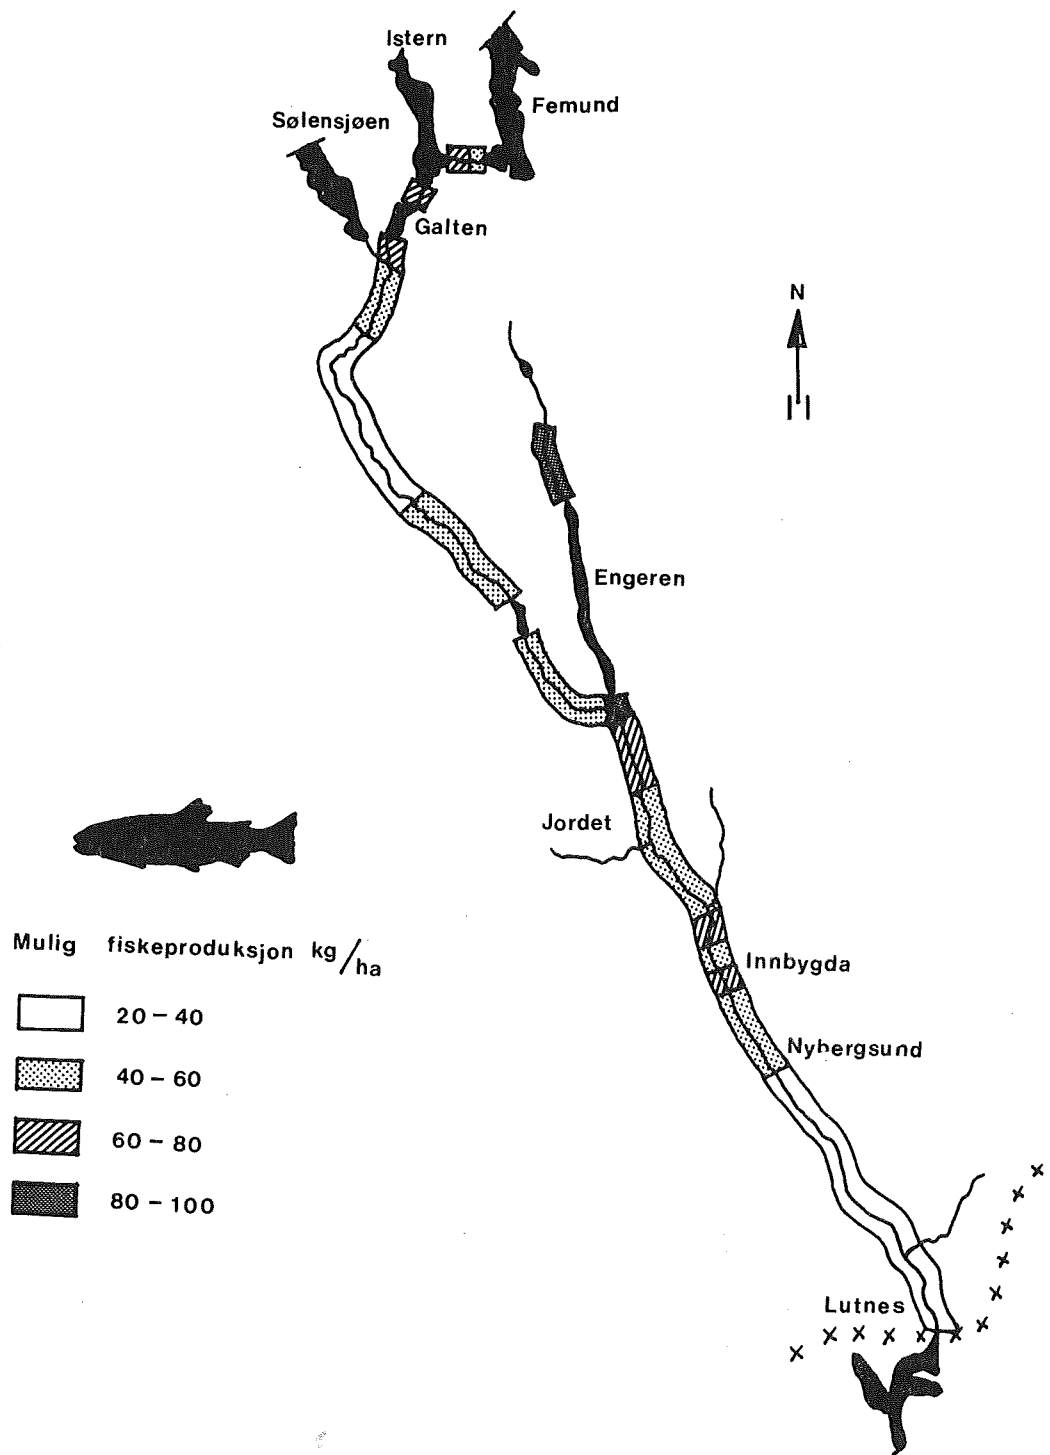 Istern
Femund
Sølensjøen
Galten
N
Engeren
Jordet
Innbygda
Nybergsund
Mulig fiskeproduksjon kg/ha
20 – 40
40 – 60
60 – 80
80 – 100
Lutnes